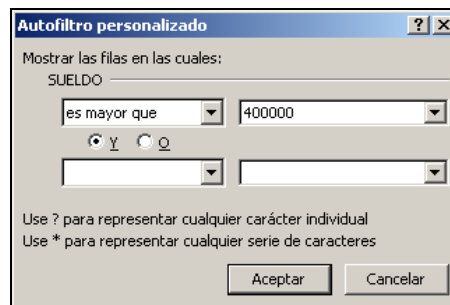 Autofiltro personalizado
Mostrar las filas en las cuales:
SUELDO
es mayor que 400000
Y O
Use ? para representar cualquier carácter individual
Use * para representar cualquier serie de caracteres
Aceptar Cancelar